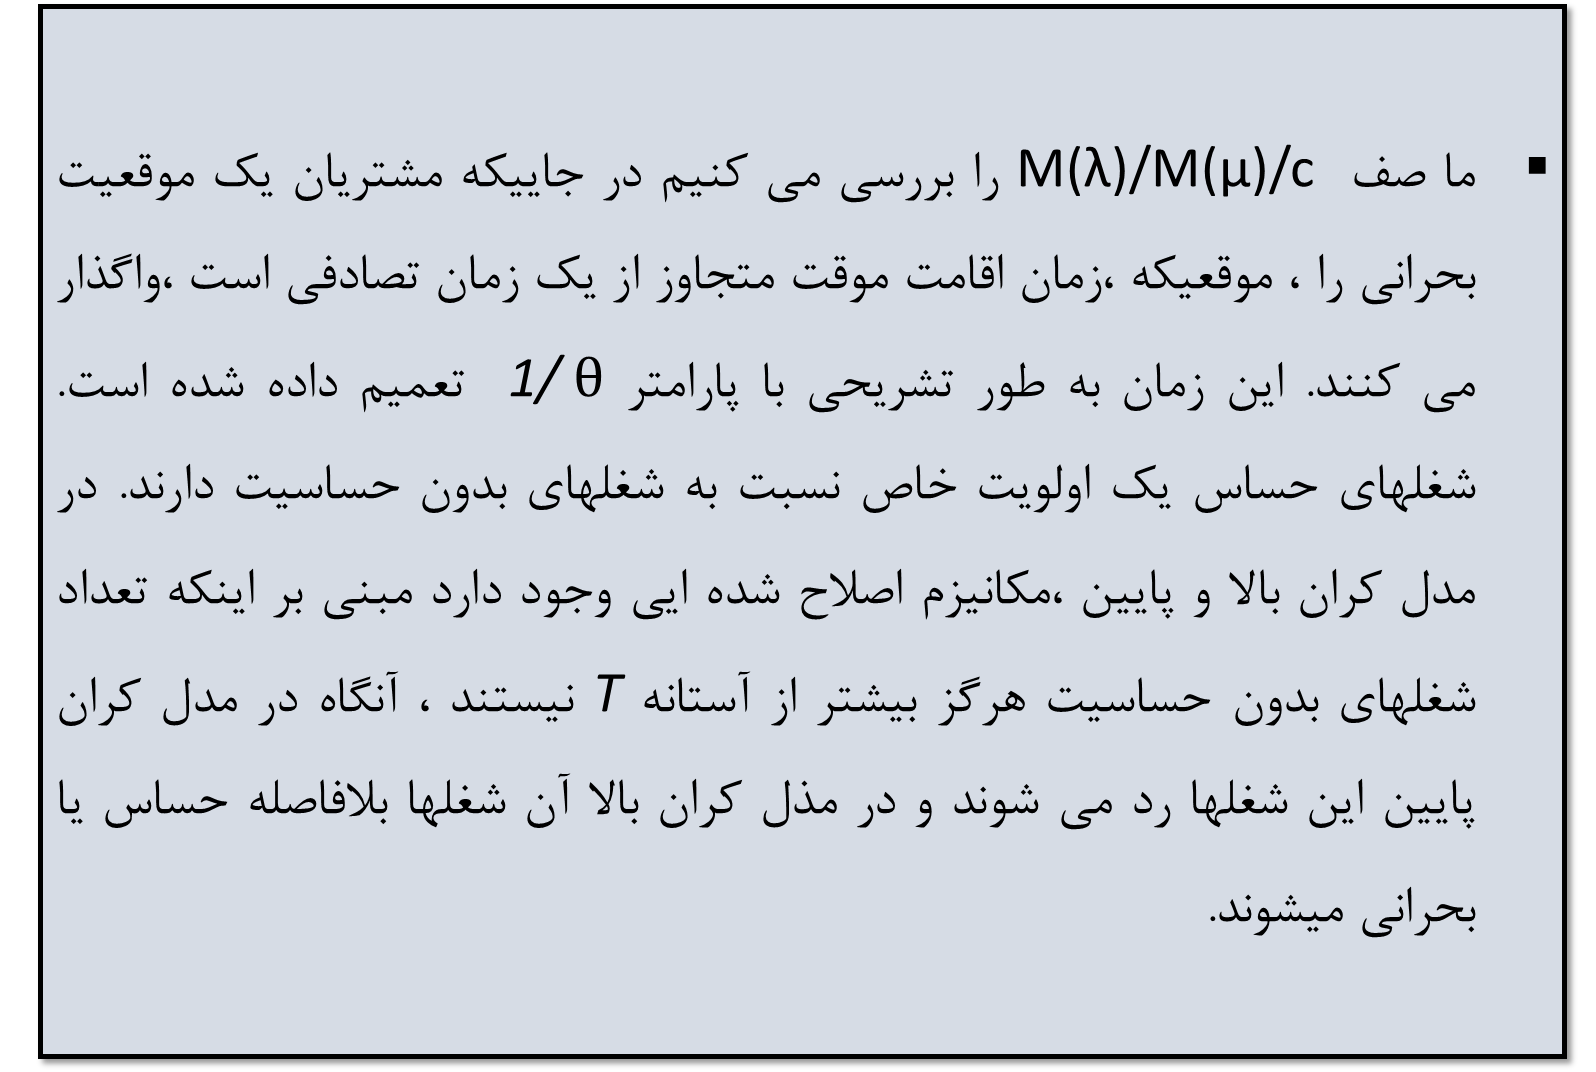 ▪ ما صف M(λ)/M(μ)/c را بررسی می کنیم در جاییکه مشتریان یک موقعیت
بحرانی را ، موقعیکه ،زمان اقامت موقت متجاوز از یک زمان تصادفی است ،واگذار
می کنند. این زمان به طور تشریحی با پارامتر 1/ θ تعمیم داده شده است.
شغلهای حساس یک اولویت خاص نسبت به شغلهای بدون حساسیت دارند. در
مدل کران بالا و پایین ،مکانیزم اصلاح شده ایی وجود دارد مبنی بر اینکه تعداد
شغلهای بدون حساسیت هرگز بیشتر از آستانه T نیستند ، آنگاه در مدل کران
پایین این شغلها رد می شوند و در مذل کران بالا آن شغلها بلافاصله حساس یا
بحرانی میشوند.